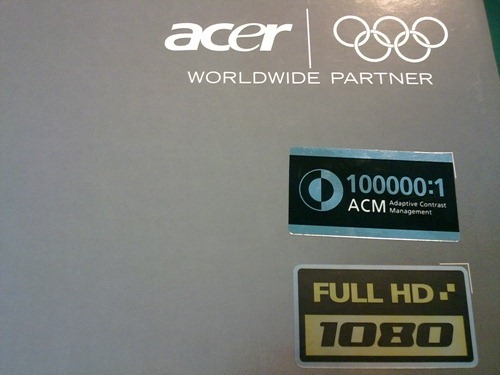 acer
WORLDWIDE PARTNER
100000:1
ACM Adaptive Contrast
Management
FULL HD
1080